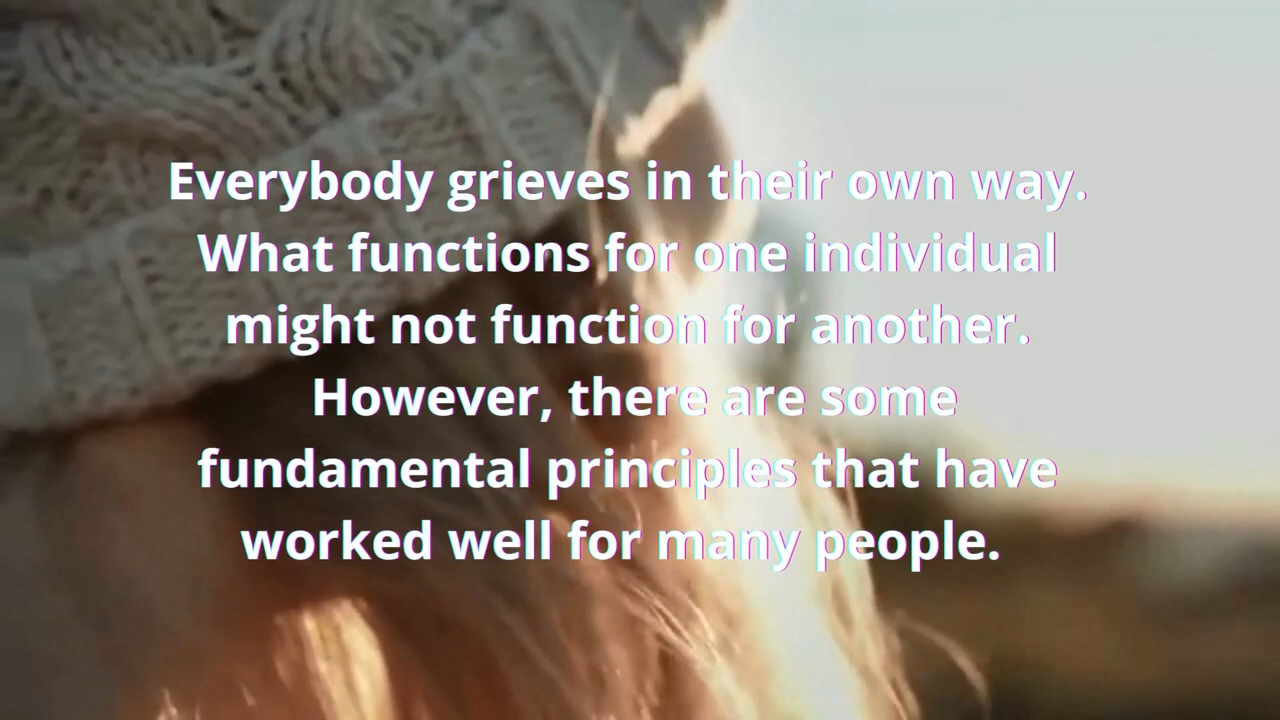 Everybody grieves in their own way.
What functions for one individual
might not function for another.
However, there are some
fundamental principles that have
worked well for many people.